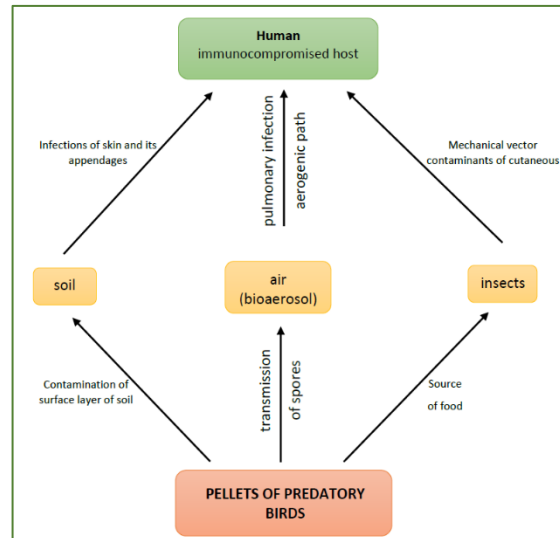 Human
immunocompromised host
Infections of skin and its
appendages
pulmonary infection
aerogenic path
Mechanical vector
contaminants of cutaneous
soil
air
(bioaerosol)
insects
Contamination of
surface layer of soil
transmission
of spores
Source
of food
PELLETS OF PREDATORY
BIRDS